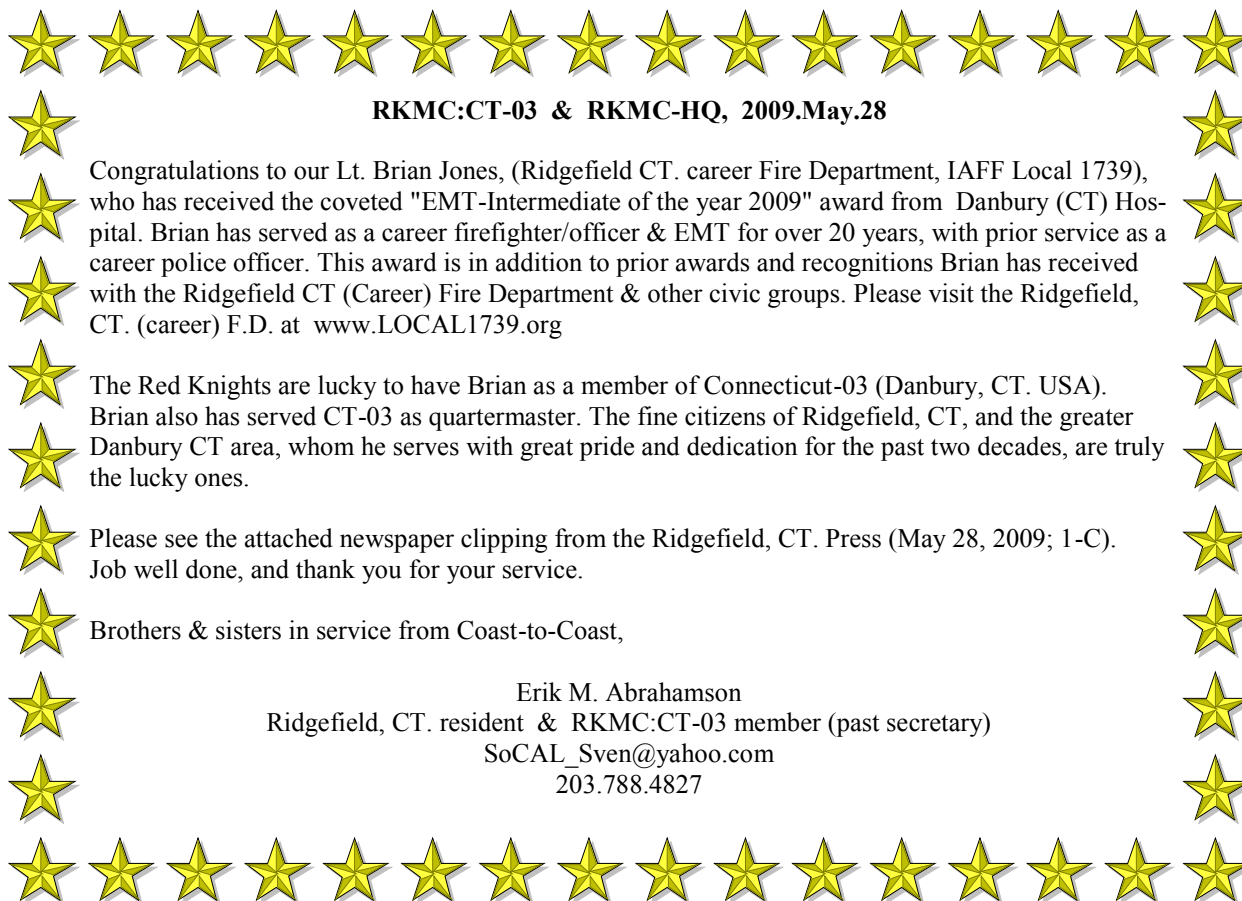 RKMC:CT-03 & RKMC-HQ, 2009.May.28
Congratulations to our Lt. Brian Jones, (Ridgefield CT. career Fire Department, IAFF Local 1739),
who has received the coveted "EMT-Intermediate of the year 2009" award from Danbury (CT) Hos-
pital. Brian has served as a career firefighter/officer & EMT for over 20 years, with prior service as a
career police officer. This award is in addition to prior awards and recognitions Brian has received
with the Ridgefield CT (Career) Fire Department & other civic groups. Please visit the Ridgefield,
CT. (career) F.D. at www.LOCAL1739.org
The Red Knights are lucky to have Brian as a member of Connecticut-03 (Danbury, CT. USA).
Brian also has served CT-03 as quartermaster. The fine citizens of Ridgefield, CT, and the greater
Danbury CT area, whom he serves with great pride and dedication for the past two decades, are truly
the lucky ones.
Please see the attached newspaper clipping from the Ridgefield, CT. Press (May 28, 2009; 1-C).
Job well done, and thank you for your service.
Brothers & sisters in service from Coast-to-Coast,
Erik M. Abrahamson
Ridgefield, CT. resident & RKMC:CT-03 member (past secretary)
SoCAL_Sven@yahoo.com
203.788.4827